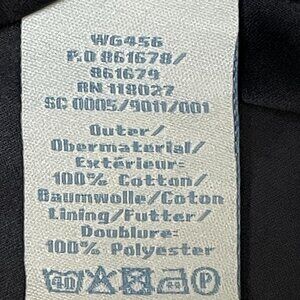 WG456
P.O 861678/
861679
RN 118027
SC 0005/9011/001
Outer/
Obermaterial/
Extérieur:
100% Cotton/
Baumwolle/Coton
Lining/Futter/
Doublure:
100% Polyester
40 P